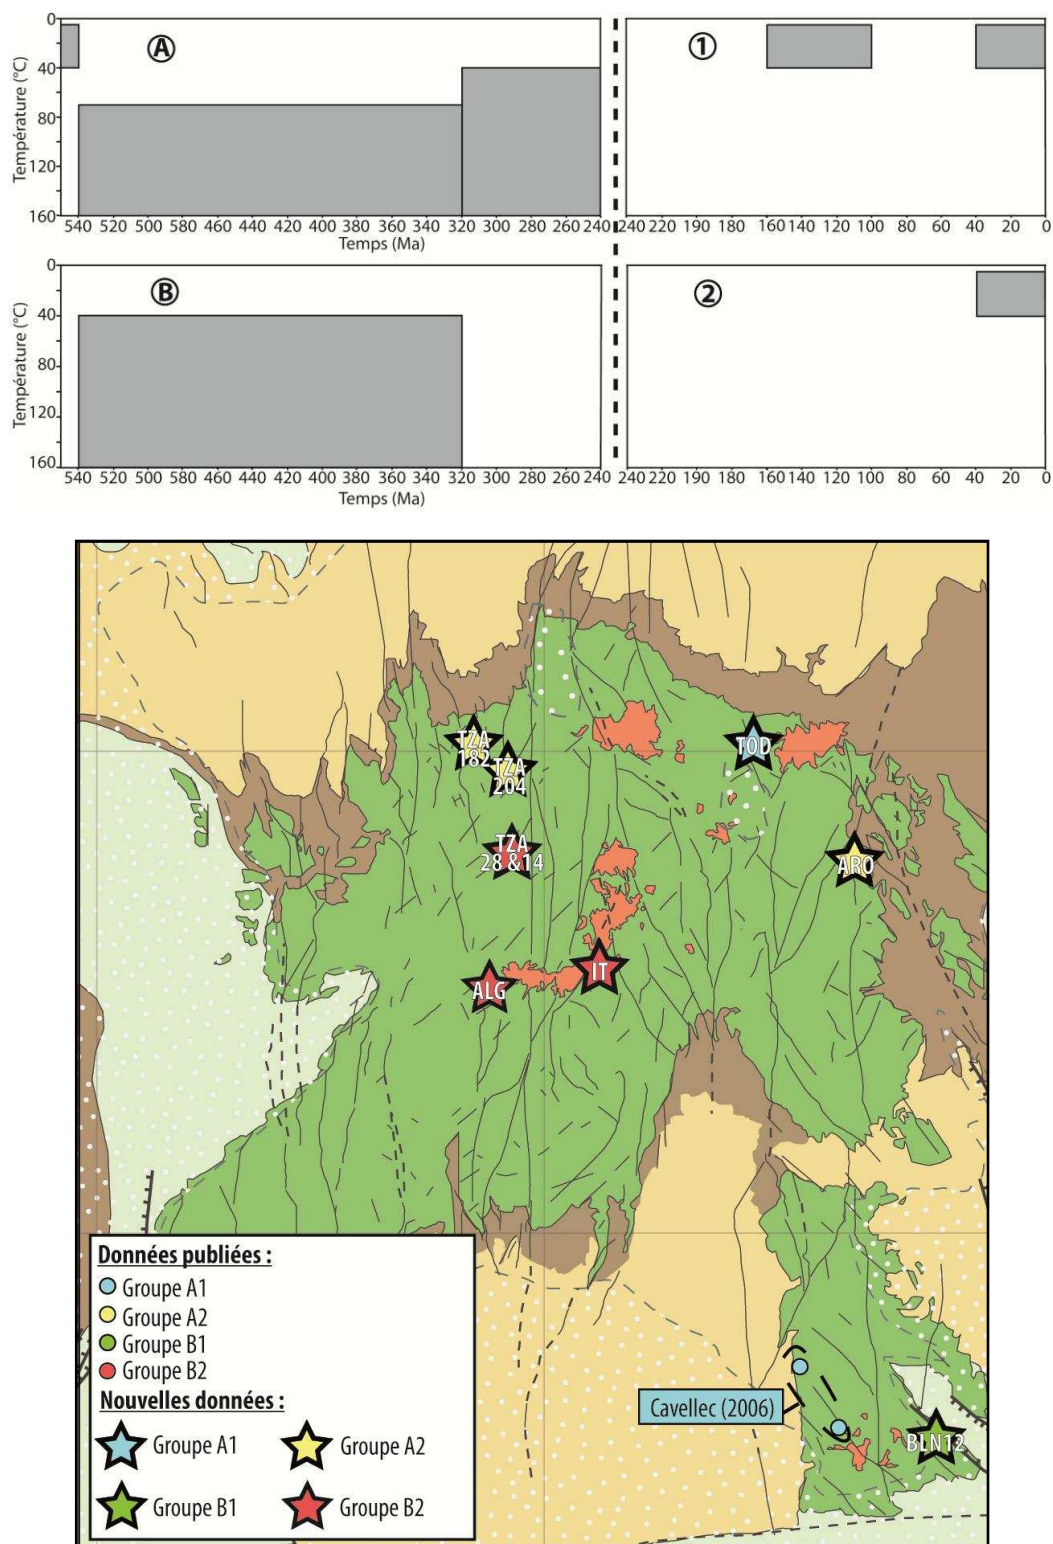 Ⓐ
①
Température (°C)
0
40
80
120
160
540 520 500 480 460 440 420 400 380 360 340 320 300 280 260 240
Temps (Ma)
240 220 200 180 160 140 120 100 80 60 40 20 0
Ⓑ
②
Température (°C)
0
40
80
120
160
540 520 500 480 460 440 420 400 380 360 340 320 300 280 260 240
Temps (Ma)
240 220 200 180 160 140 120 100 80 60 40 20 0
TZA
182
TZA
204
TOD
TZA
28 &14
ARO
ALG
IT
Données publiées :
Groupe A1
Groupe A2
Groupe B1
Groupe B2
Nouvelles données :
Groupe A1
Groupe A2
Groupe B1
Groupe B2
Cavellec (2006)
BLN12